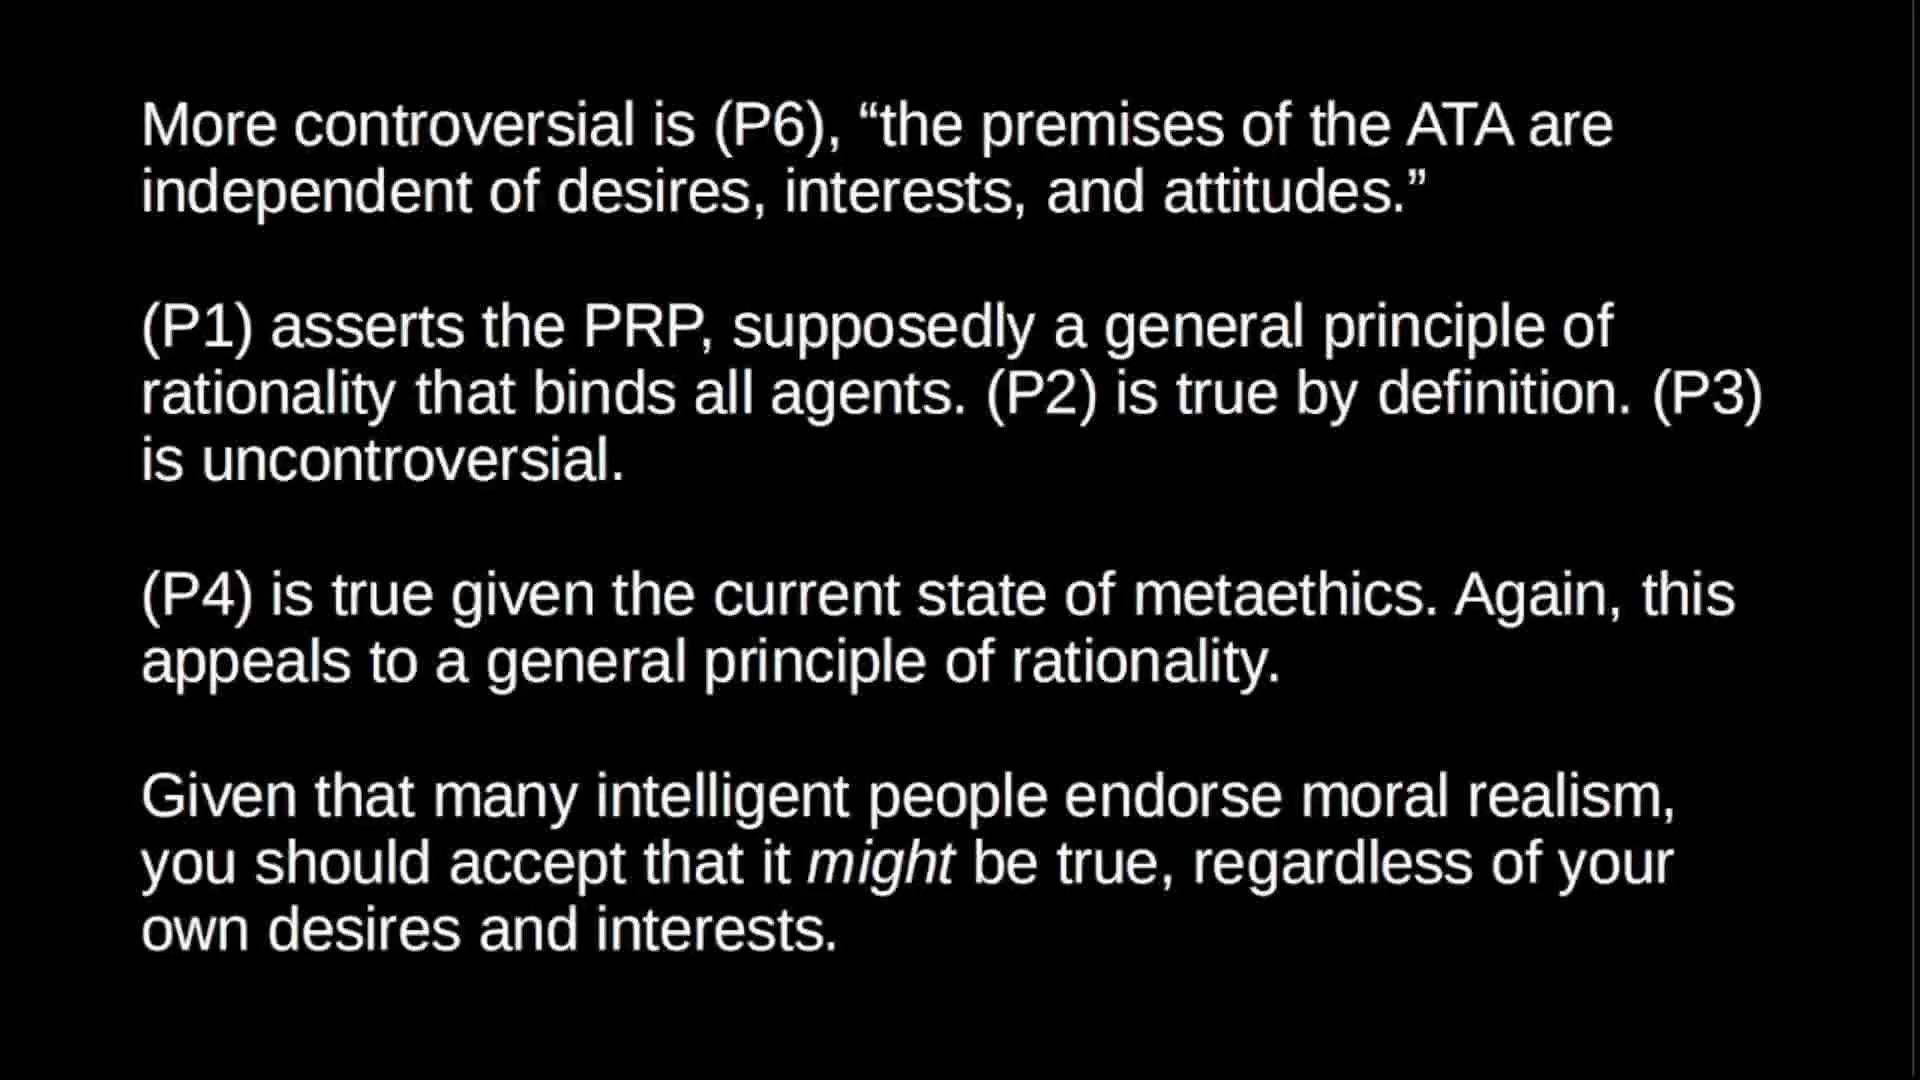 More controversial is (P6), “the premises of the ATA are
independent of desires, interests, and attitudes.”
(P1) asserts the PRP, supposedly a general principle of
rationality that binds all agents. (P2) is true by definition. (P3)
is uncontroversial.
(P4) is true given the current state of metaethics. Again, this
appeals to a general principle of rationality.
Given that many intelligent people endorse moral realism,
you should accept that it might be true, regardless of your
own desires and interests.